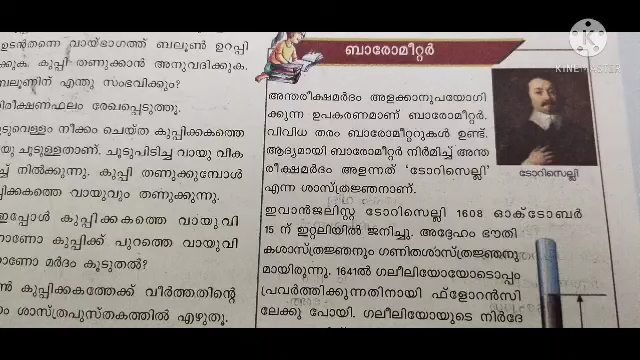 ഉടൻതന്നെ വായ്ഭാഗത്ത് ബലൂൺ ഉറപ്പി
ക്കുക. കുപ്പി തണുക്കാൻ അനുവദിക്കുക.
ബലൂണിന് എന്തു സംഭവിക്കും?
നിരീക്ഷണഫലം രേഖപ്പെടുത്തൂ.
ചൂടുവെള്ളം നീക്കം ചെയ്ത കുപ്പിക്കകത്തെ
വായു ചൂടുള്ളതാണ്. ചൂടുപിടിച്ച വായു വിക
നിൽക്കുന്നു. കുപ്പി തണുക്കുമ്പോൾ
കുപ്പിക്കകത്തെ വായുവും തണുക്കുന്നു.
ഇപ്പോൾ കുപ്പിക്കകത്തെ വായുവി
നാണോ കുപ്പിക്ക് പുറത്തെ വായുവി
നാണോ മർദം കൂടുതൽ?
കുപ്പിക്കകത്തേക്ക് വീർത്തതിന്റെ
ശാസ്ത്രപുസ്തകത്തിൽ എഴുതൂ.
ബാരോമീറ്റർ
അന്തരീക്ഷമർദം അളക്കാനുപയോഗി
ക്കുന്ന ഉപകരണമാണ് ബാരോമീറ്റർ.
വിവിധ തരം ബാരോമീറ്ററുകൾ ഉണ്ട്.
ആദ്യമായി ബാരോമീറ്റർ നിർമിച്ച് അന്ത
രീക്ഷമർദം അളന്നത് 'ടോറിസെല്ലി'
എന്ന ശാസ്ത്രജ്ഞനാണ്.
ടോറിസെല്ലി
ഇവാൻജലിസ്റ്റ ടോറിസെല്ലി 1608 ഒക്ടോബർ
15 ന് ഇറ്റലിയിൽ ജനിച്ചു. അദ്ദേഹം ഭൗതി
കശാസ്ത്രജ്ഞനും ഗണിതശാസ്ത്രജ്ഞനു
മായിരുന്നു. 1641ൽ ഗലീലിയോയോടൊപ്പം
പ്രവർത്തിക്കുന്നതിനായി ഫ്ളോറൻസി
ലേക്കു പോയി. ഗലീലിയോയുടെ നിർദേ
KINEMASTER